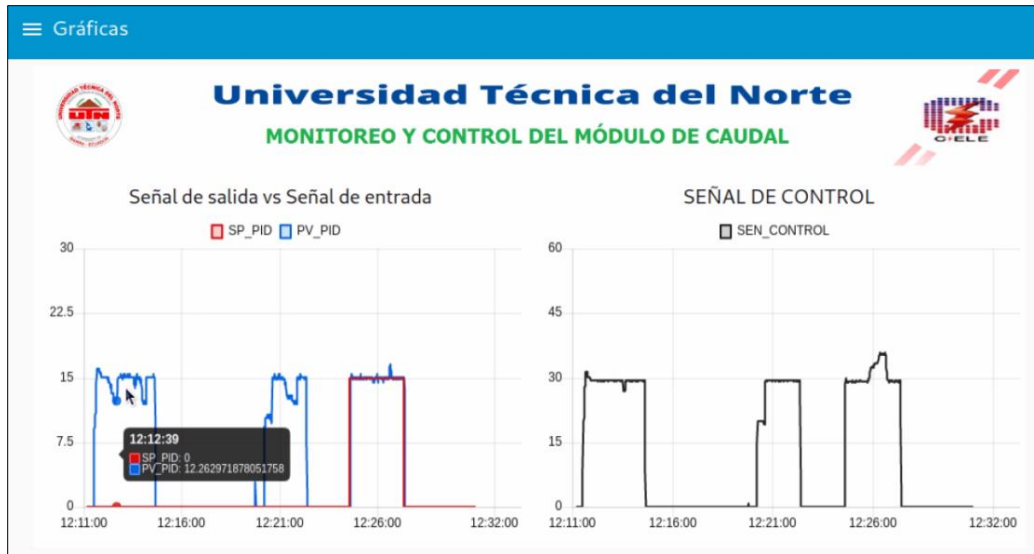 Gráficas
UTN
Universidad Técnica del Norte
MONITOREO Y CONTROL DEL MÓDULO DE CAUDAL
C·ELE
Señal de salida vs Señal de entrada
SP_PID PV_PID
30
22.5
15
7.5
0
12:11:00 12:16:00 12:21:00 12:26:00 12:32:00
12:12:39
SP_PID: 0
PV_PID: 12.262971878051758
SEÑAL DE CONTROL
SEN_CONTROL
60
45
30
15
0
12:11:00 12:16:00 12:21:00 12:26:00 12:32:00